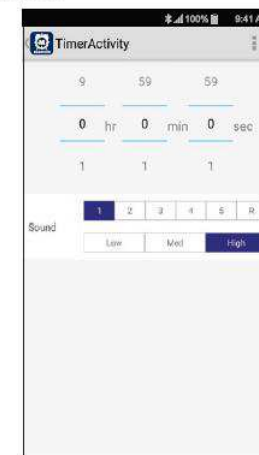 100% 9:41 A
TimerActivity
9 59 59
0 hr 0 min 0 sec
1 1 1
1 2 3 4 5 R
Sound
Low Med High